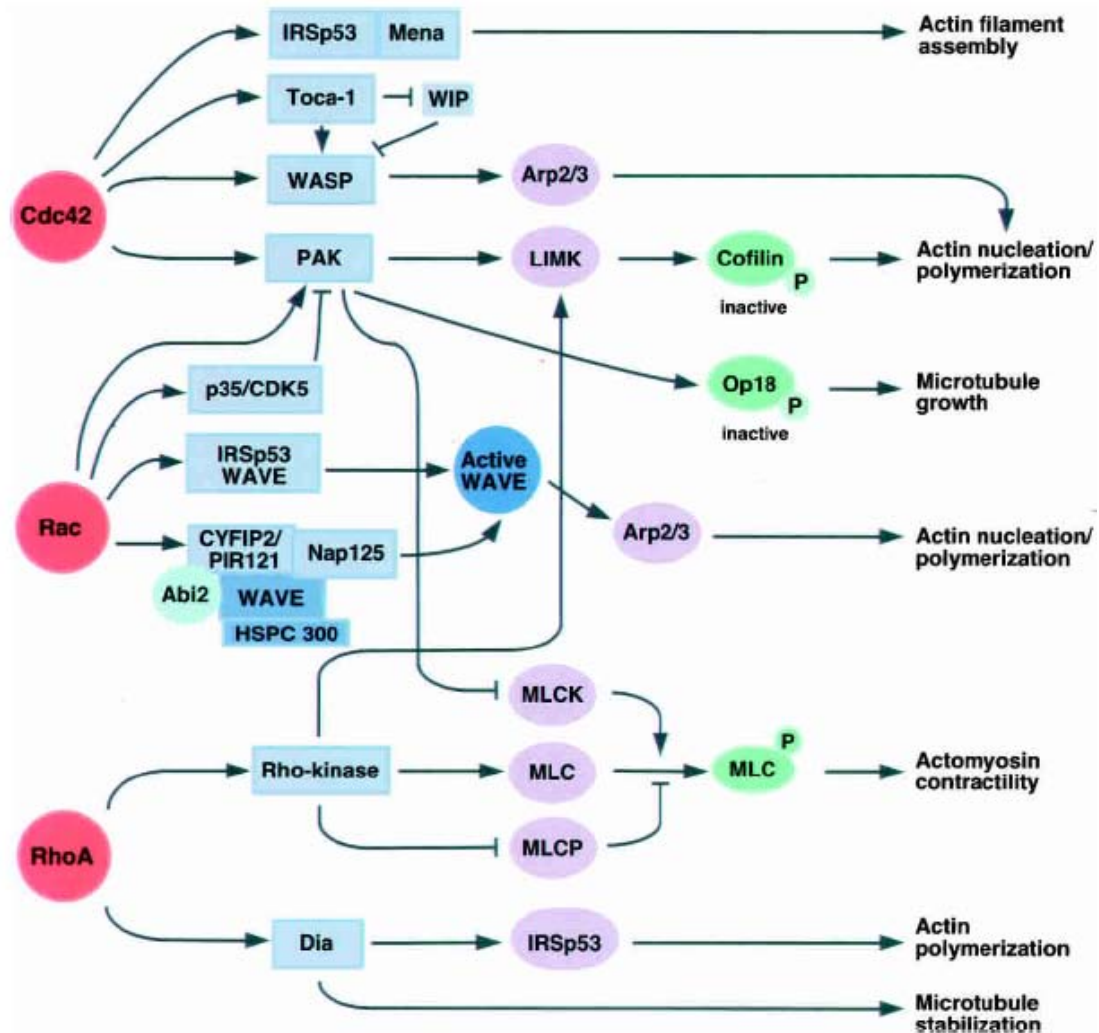 IRSp53 Mena
Actin filament
assembly
Toca-1
WIP
WASP
Arp2/3
Cdc42
PAK
LIMK
Cofilin
P
inactive
Actin nucleation/
polymerization
p35/CDK5
Op18
P
inactive
Microtubule
growth
IRSp53
WAVE
Active
WAVE
Rac
CYFIP2/
PIR121
Nap125
Arp2/3
Actin nucleation/
polymerization
Abi2
WAVE
HSPC 300
MLCK
Rho-kinase
MLC
MLC
P
Actomyosin
contractility
MLCP
RhoA
Dia
IRSp53
Actin
polymerization
Microtubule
stabilization